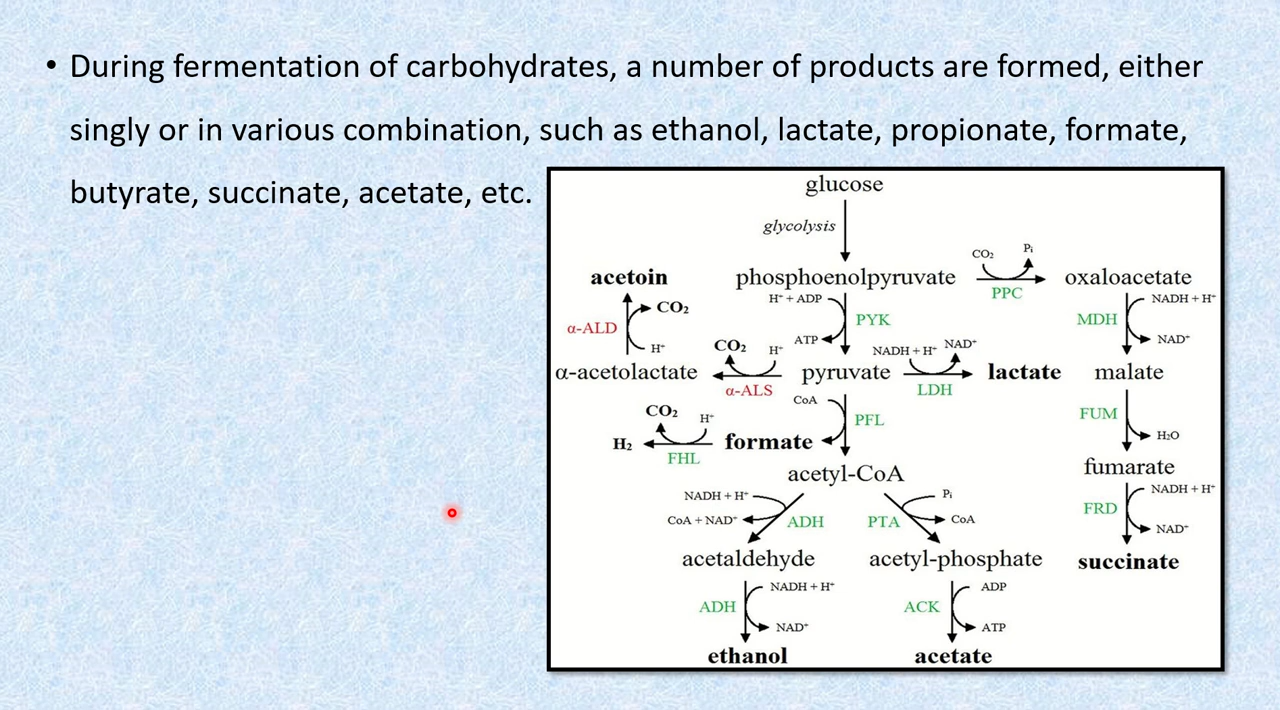 • During fermentation of carbohydrates, a number of products are formed, either
singly or in various combination, such as ethanol, lactate, propionate, formate,
butyrate, succinate, acetate, etc.
glucose
glycolysis
CO₂ Pi
acetoin phosphoenolpyruvate oxaloacetate
PPC
H⁺ + ADP NADH + H⁺
CO₂
α-ALD PYK MDH
ATP NAD⁺
H⁺
CO₂ H⁺ NADH + H⁺ NAD⁺
α-acetolactate pyruvate lactate malate
α-ALS LDH
CoA
CO₂ H⁺ PFL FUM
H₂ formate H₂O
FHL
acetyl-CoA fumarate
NADH + H⁺ Pi NADH + H⁺
ADH PTA FRD
CoA + NAD⁺ CoA NAD⁺
acetaldehyde acetyl-phosphate succinate
NADH + H⁺ ADP
ADH ACK
NAD⁺ ATP
ethanol acetate